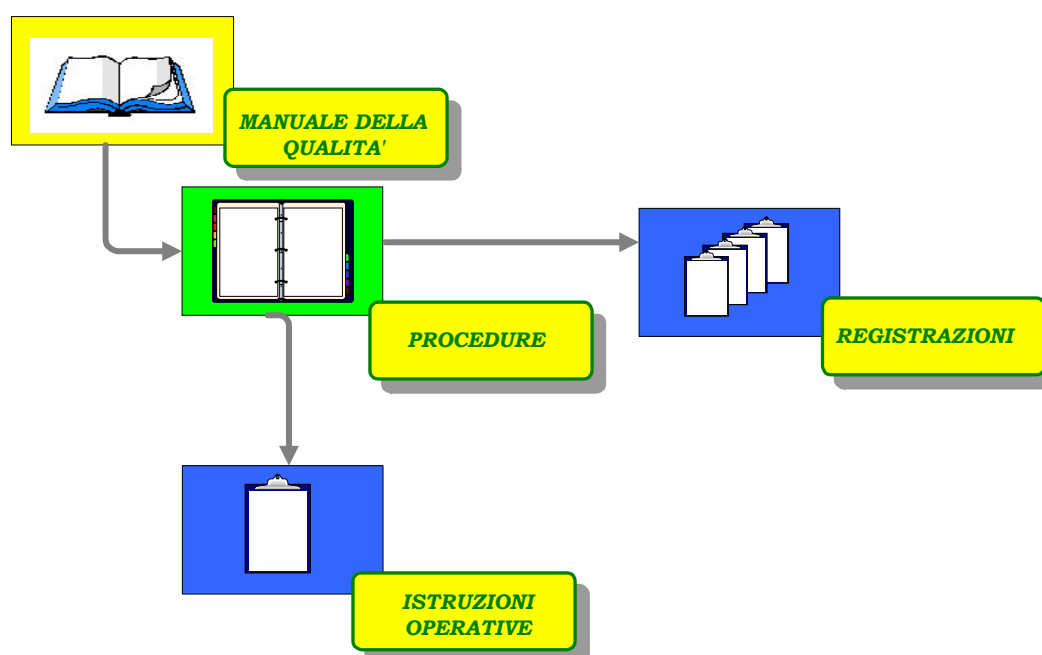 MANUALE DELLA
QUALITA'
PROCEDURE
REGISTRAZIONI
ISTRUZIONI
OPERATIVE